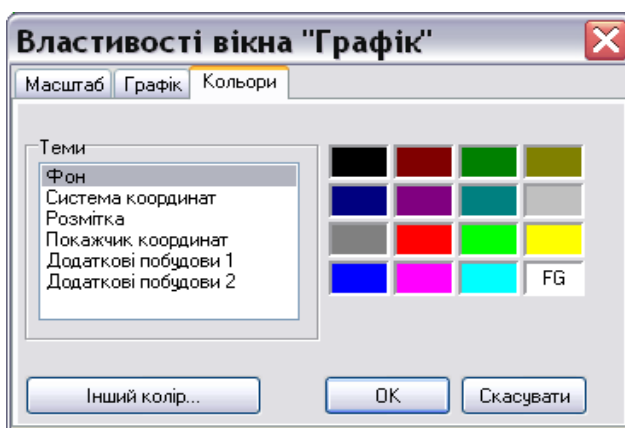 Властивості вікна "Графік"
Масштаб Графік Кольори
Теми
Фон
Система координат
Розмітка
Покажчик координат
Додаткові побудови 1
Додаткові побудови 2
FG
Інший колір... OK Скасувати